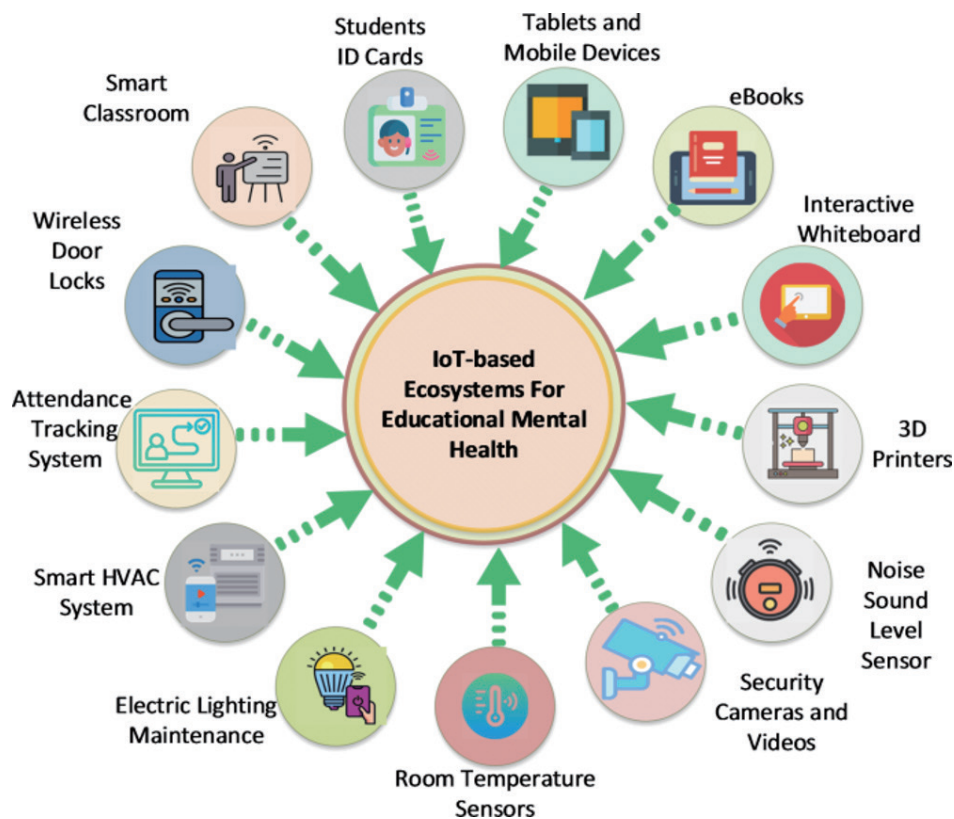 Students
ID Cards
Tablets and
Mobile Devices
eBooks
Smart
Classroom
Interactive
Whiteboard
Wireless
Door
Locks
IoT-based
Ecosystems For
Educational Mental
Health
Attendance
Tracking
System
3D
Printers
Smart HVAC
System
Noise
Sound
Level
Sensor
Electric Lighting
Maintenance
Security
Cameras and
Videos
Room Temperature
Sensors